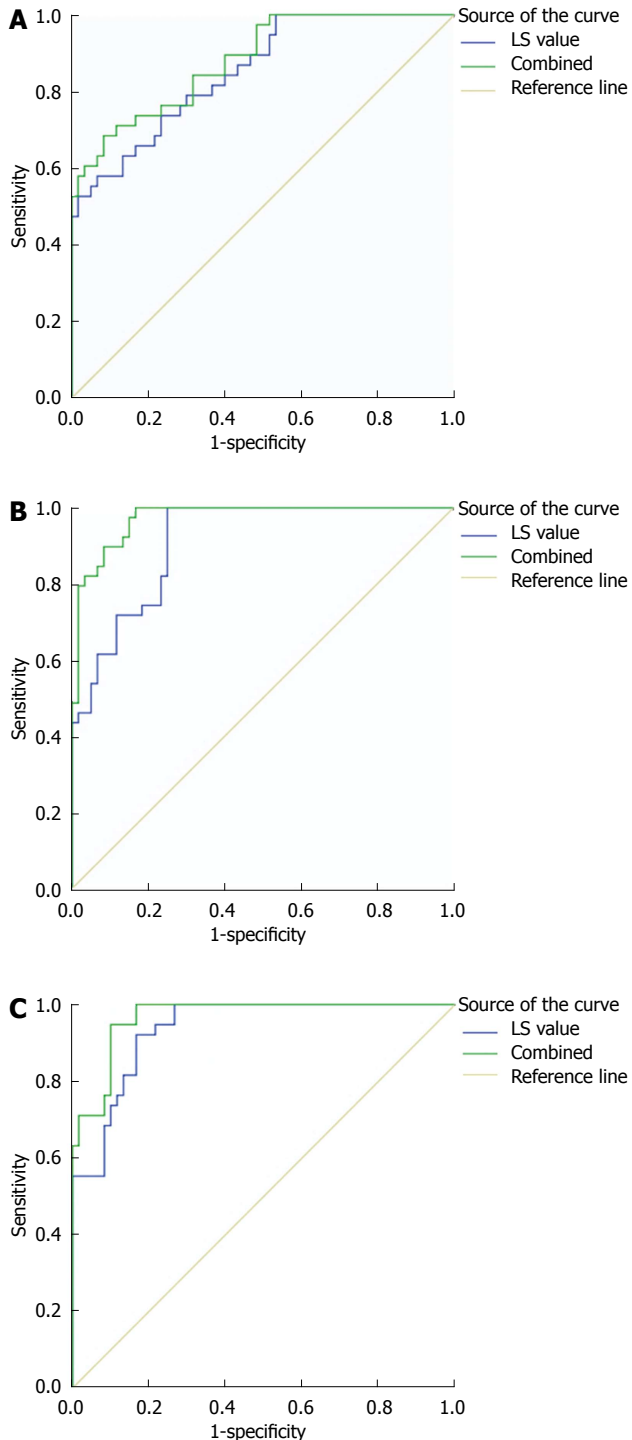 A
Source of the curve
LS value
Combined
Reference line
1.0
0.8
0.6
0.4
0.2
0.0
Sensitivity
0.0 0.2 0.4 0.6 0.8 1.0
1-specificity
B
Source of the curve
LS value
Combined
Reference line
1.0
0.8
0.6
0.4
0.2
0.0
Sensitivity
0.0 0.2 0.4 0.6 0.8 1.0
1-specificity
C
Source of the curve
LS value
Combined
Reference line
1.0
0.8
0.6
0.4
0.2
0.0
Sensitivity
0.0 0.2 0.4 0.6 0.8 1.0
1-specificity